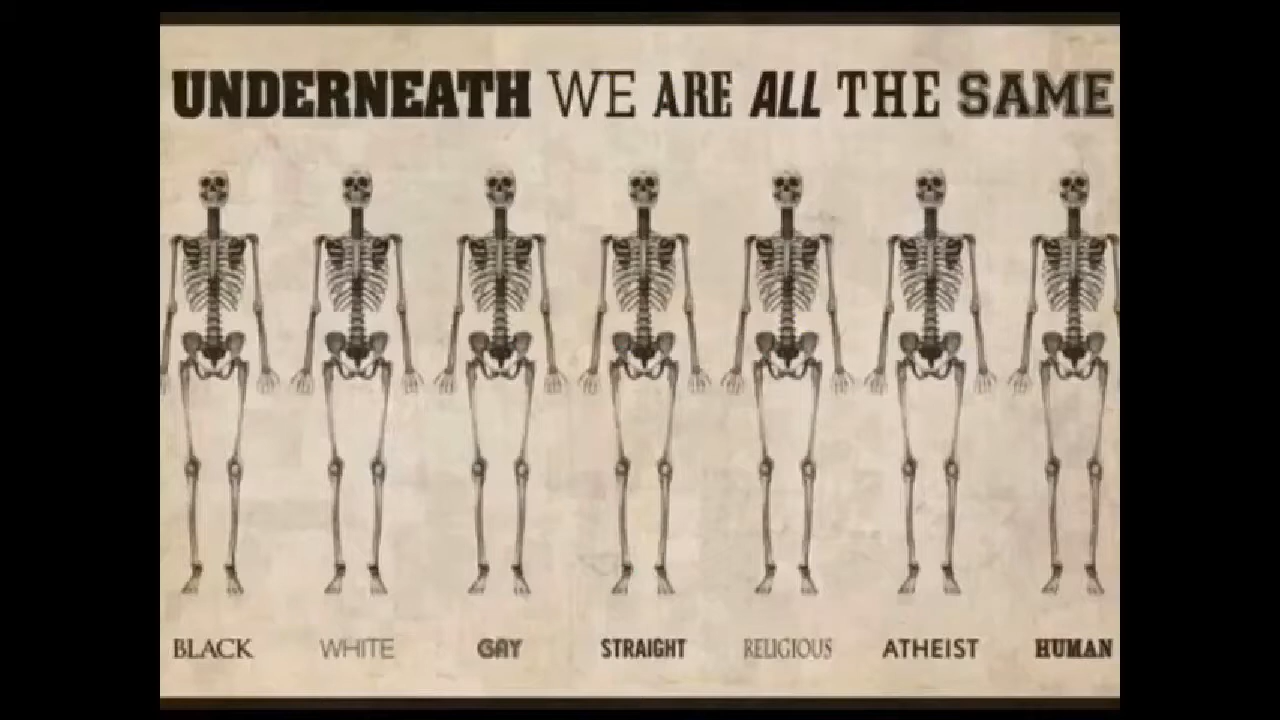 UNDERNEATH WE ARE ALL THE SAME
BLACK WHITE GAY STRAIGHT RELIGIOUS ATHEIST HUMAN